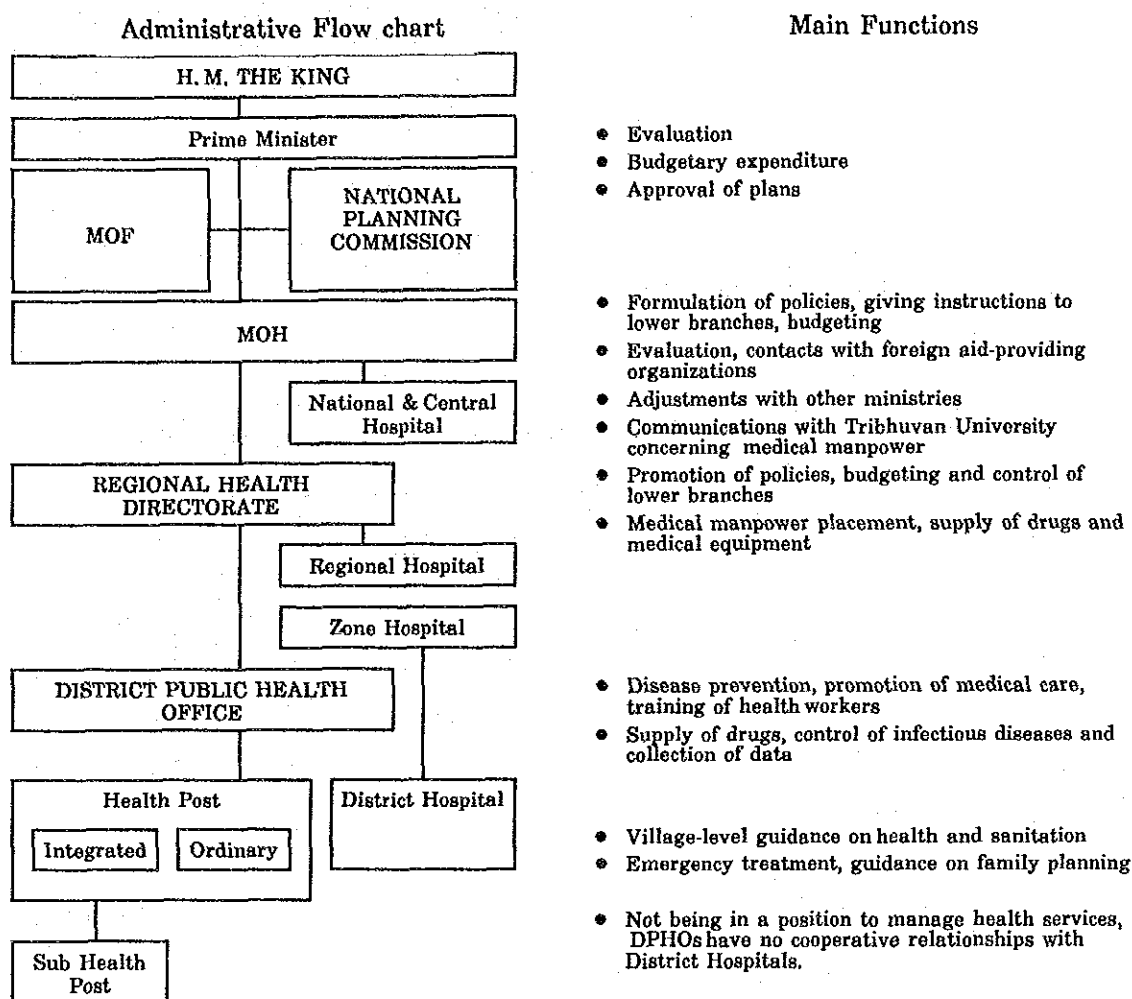 Administrative Flow chart
H. M. THE KING
Prime Minister
MOF
NATIONAL
PLANNING
COMMISSION
MOH
National & Central
Hospital
REGIONAL HEALTH
DIRECTORATE
Regional Hospital
Zone Hospital
DISTRICT PUBLIC HEALTH
OFFICE
Health Post
Integrated
Ordinary
District Hospital
Sub Health
Post
Main Functions
● Evaluation
● Budgetary expenditure
● Approval of plans
● Formulation of policies, giving instructions to
lower branches, budgeting
● Evaluation, contacts with foreign aid-providing
organizations
● Adjustments with other ministries
● Communications with Tribhuvan University
concerning medical manpower
● Promotion of policies, budgeting and control of
lower branches
● Medical manpower placement, supply of drugs and
medical equipment
● Disease prevention, promotion of medical care,
training of health workers
● Supply of drugs, control of infectious diseases and
collection of data
● Village-level guidance on health and sanitation
● Emergency treatment, guidance on family planning
● Not being in a position to manage health services,
DPHOs have no cooperative relationships with
District Hospitals.